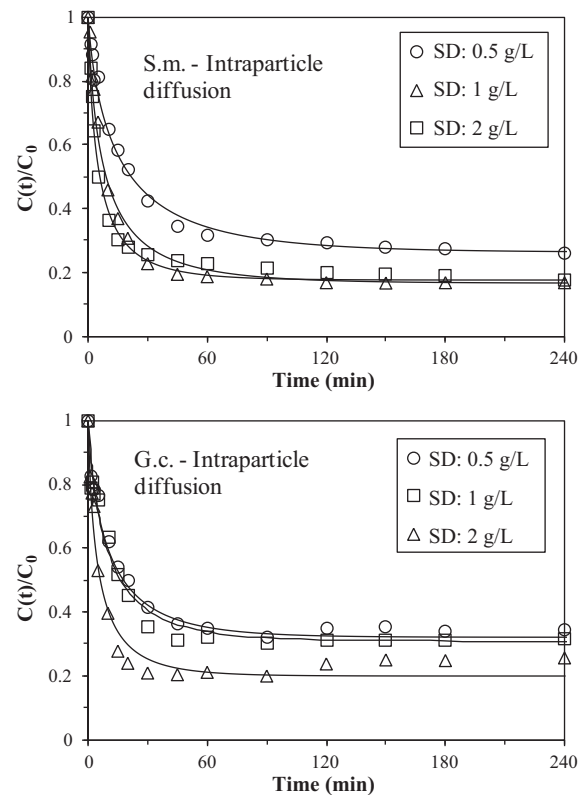 S.m. - Intraparticle
diffusion
SD: 0.5 g/L
SD: 1 g/L
SD: 2 g/L
C(t)/C0
1
0.8
0.6
0.4
0.2
0
0 60 120 180 240
Time (min)
G.c. - Intraparticle
diffusion
SD: 0.5 g/L
SD: 1 g/L
SD: 2 g/L
C(t)/C0
1
0.8
0.6
0.4
0.2
0
0 60 120 180 240
Time (min)